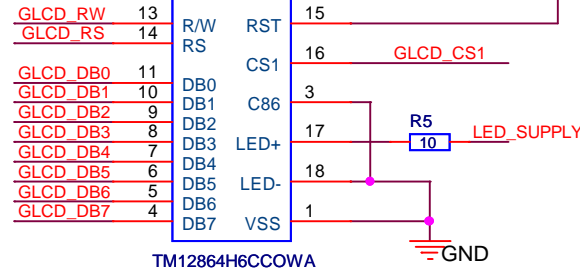 GLCD_RW 13 R/W RST 15
GLCD_RS 14 RS
CS1 16 GLCD_CS1
GLCD_DB0 11 DB0
GLCD_DB1 10 DB1 C86 3
GLCD_DB2 9 DB2
R5
GLCD_DB3 8 DB3 LED+ 17 10 LED_SUPPLY
GLCD_DB4 7 DB4
GLCD_DB5 6 DB5 LED- 18
GLCD_DB6 5 DB6
GLCD_DB7 4 DB7 VSS 1
GND
TM12864H6CCOWA